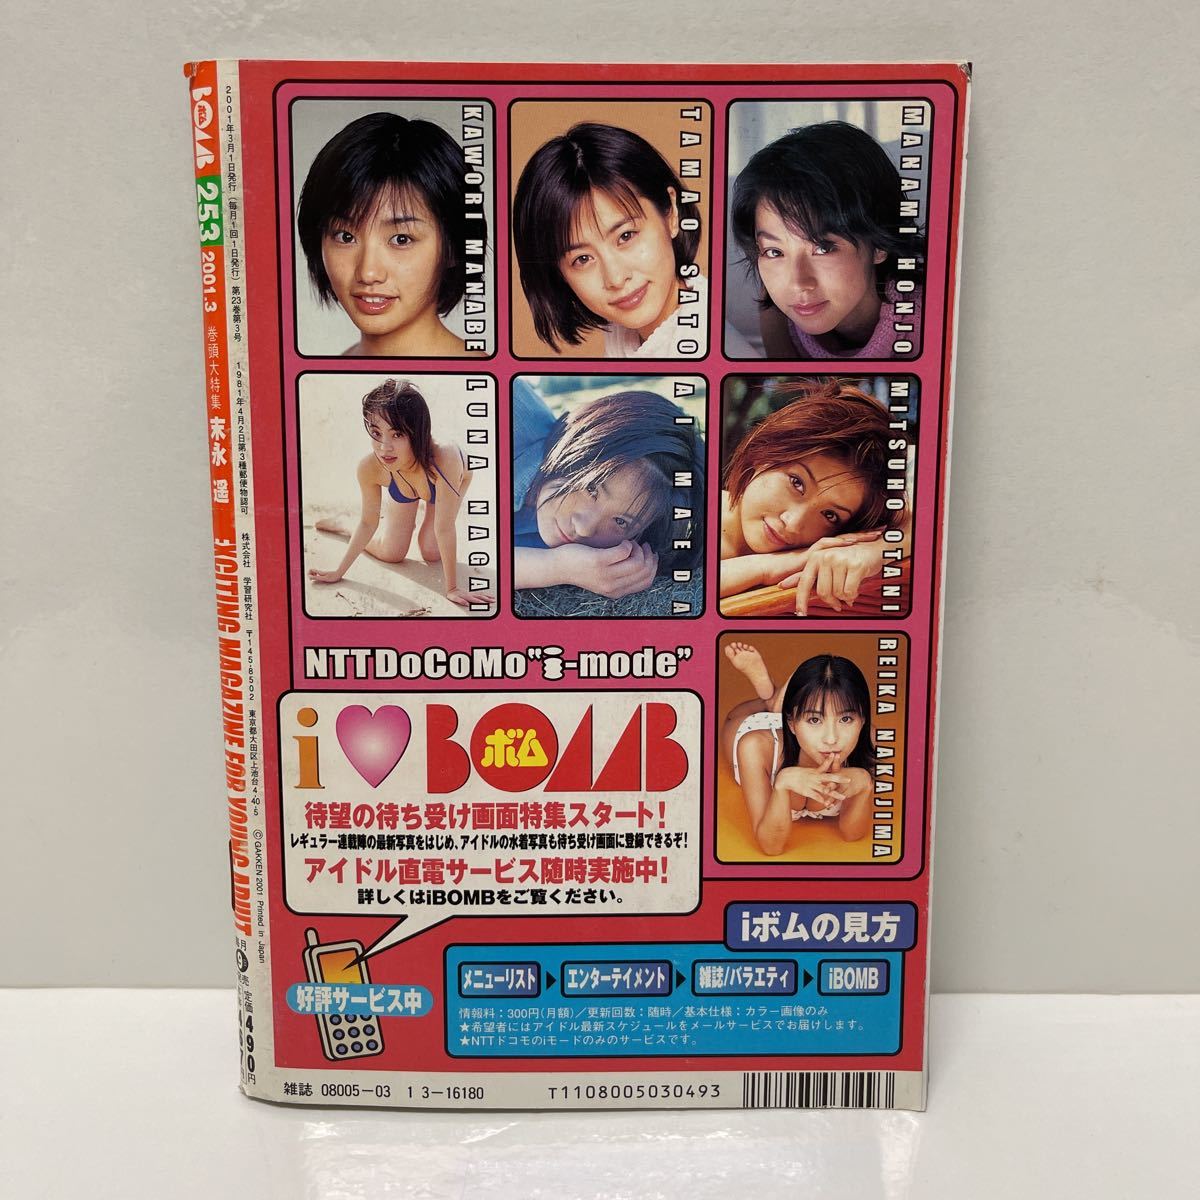 BOMB
ボム
253
2001.3
巻頭大特集
末永 遥
EXCITING MAGAZINE FOR YOUNG ADULT
毎月9日発売
定価490円
2001年3月1日発行(毎月1回1日発行)第23巻第3号 1981年4月2日第3種郵便物認可 株式会社 学習研究社 〒145-8502 東京都大田区上池台4-40-5 ©GAKKEN 2001 Printed in Japan
KAWORI MANABE
TAMAO SATO
MANAMI HONJO
LUNA NAGAI
AI MAEDA
MITSUHO OTANI
REIKA NAKAJIMA
NTT DoCoMo“i-mode”
i♥BOMB
ボム
待望の待ち受け画面特集スタート!
レギュラー連載陣の最新写真をはじめ、アイドルの水着写真も待ち受け画面に登録できるぞ!
アイドル直電サービス随時実施中!
詳しくはiBOMBをご覧ください。
好評サービス中
iボムの見方
メニューリスト▶エンターテイメント▶雑誌/バラエティ▶iBOMB
情報料:300円(月額)/更新回数:随時/基本仕様:カラー画像のみ
★希望者にはアイドル最新スケジュールをメールサービスでお届けします。
★NTTドコモのiモードのみのサービスです。
雑誌 08005-03 1 3-16180 T1108005030493